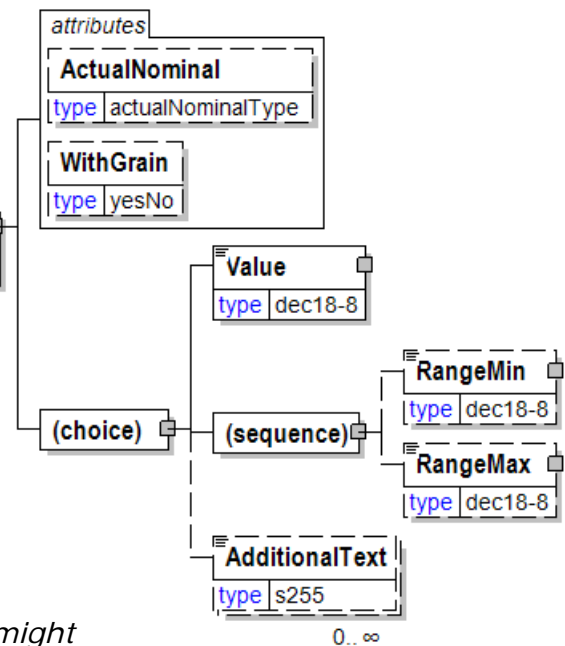 attributes
ActualNominal
type actualNominalType
WithGrain
type yesNo
Value
type dec18-8
(choice)
(sequence)
RangeMin
type dec18-8
RangeMax
type dec18-8
AdditionalText
type s255
might
0.. ∞